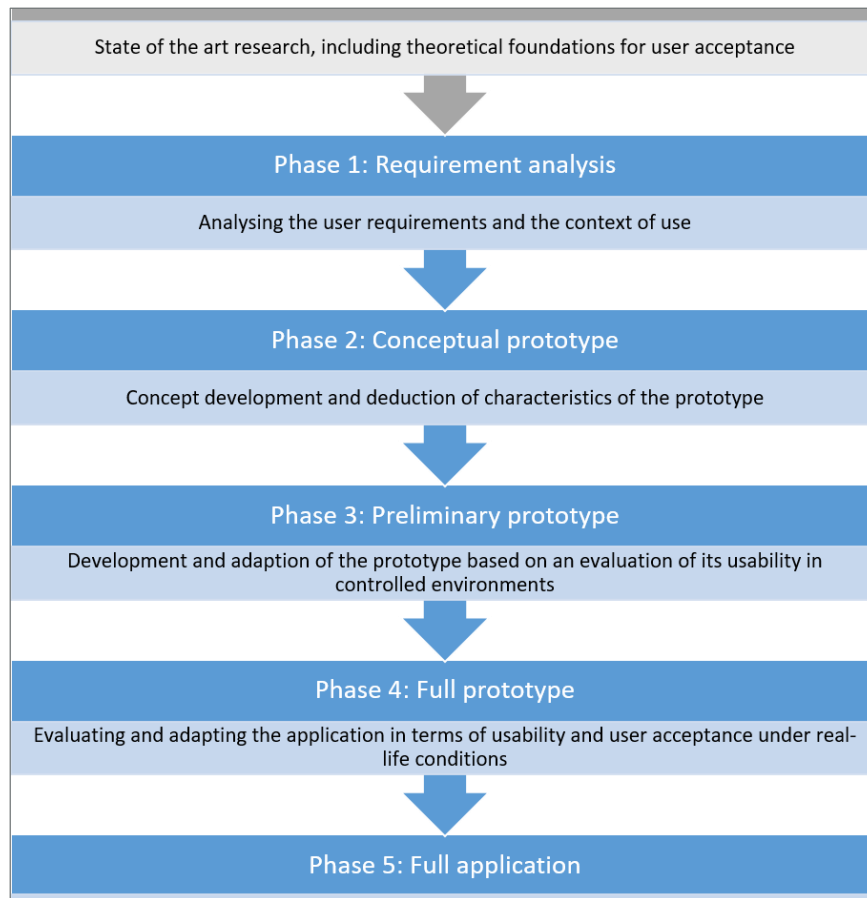 State of the art research, including theoretical foundations for user acceptance
Phase 1: Requirement analysis
Analysing the user requirements and the context of use
Phase 2: Conceptual prototype
Concept development and deduction of characteristics of the prototype
Phase 3: Preliminary prototype
Development and adaption of the prototype based on an evaluation of its usability in
controlled environments
Phase 4: Full prototype
Evaluating and adapting the application in terms of usability and user acceptance under real-
life conditions
Phase 5: Full application